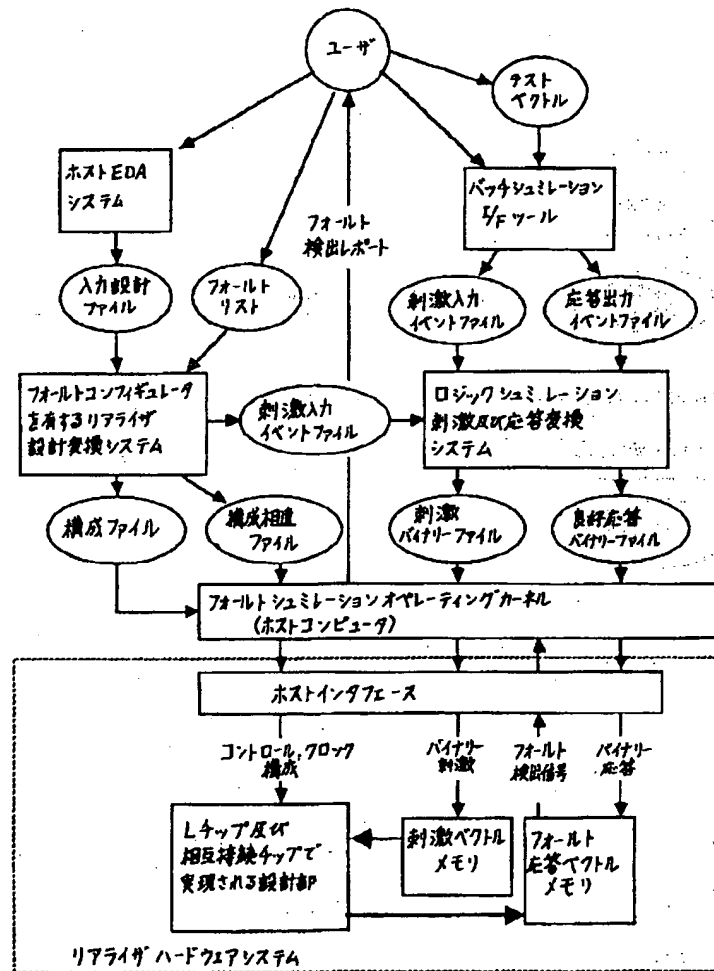 ユーザ
テスト
ベクトル
ホストEDA
システム
バッチシュミレーション
I/Fツール
フォールト
検出レポート
入力設計
ファイル
フォールト
リスト
刺激入力
イベントファイル
応答出力
イベントファイル
フォールトコンフィギュレータ
を有するリアライザ
設計変換システム
刺激入力
イベントファイル
ロジックシュミレーション
刺激及び応答変換
システム
構成ファイル
構成相違
ファイル
刺激
バイナリーファイル
良好応答
バイナリーファイル
フォールトシュミレーションオペレーティングカーネル
(ホストコンピュータ)
ホストインタフェース
コントロール,クロック
構成
バイナリー
刺激
フォールト
検出信号
バイナリー
応答
Lチップ及び
相互接続チップで
実現される設計部
刺激ベクトル
メモリ
フォールト
応答ベクトル
メモリ
リアライザハードウェアシステム